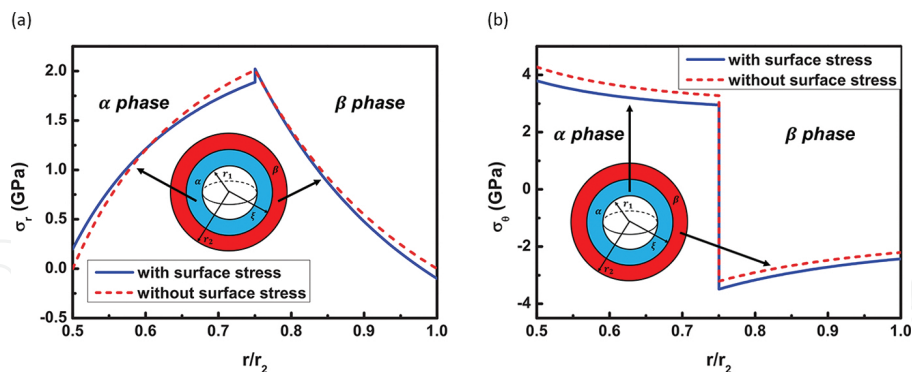 (a)
σr (GPa)
2.0
1.5
1.0
0.5
0.0
-0.5
α phase
β phase
α
β
r1
ξ
r2
with surface stress
without surface stress
0.5 0.6 0.7 0.8 0.9 1.0
r/r2
(b)
σθ (GPa)
4
2
0
-2
-4
with surface stress
without surface stress
α phase
β phase
α
β
r1
ξ
r2
0.5 0.6 0.7 0.8 0.9 1.0
r/r2